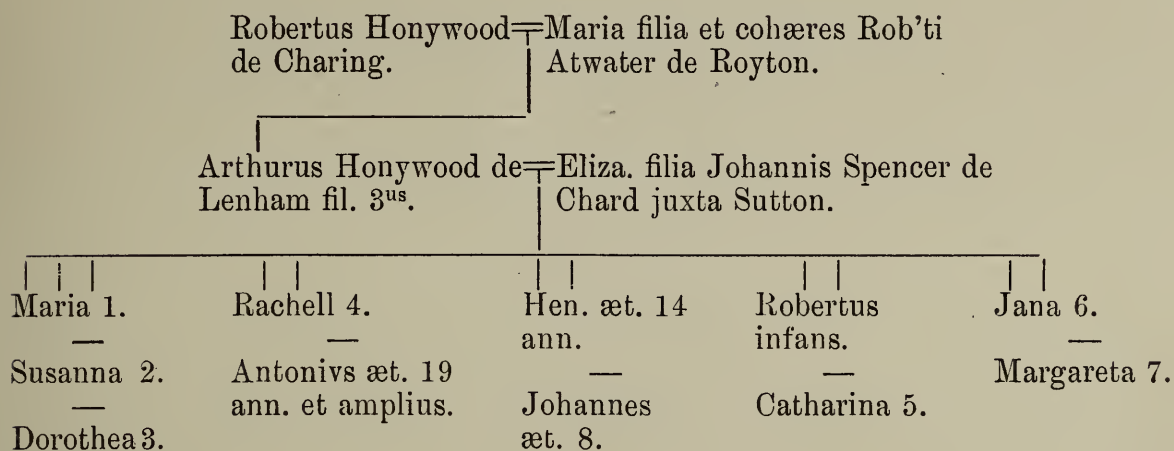 Robertus Honywood=Maria filia et cohæres Rob'ti
de Charing. Atwater de Royton.
Arthurus Honywood de=Eliza. filia Johannis Spencer de
Lenham fil. 3us. Chard juxta Sutton.
Maria 1.
—
Susanna 2.
—
Dorothea 3.
Rachell 4.
—
Antonivs æt. 19
ann. et amplius.
Hen. æt. 14
ann.
—
Johannes
æt. 8.
Robertus
infans.
—
Catharina 5.
Jana 6.
—
Margareta 7.